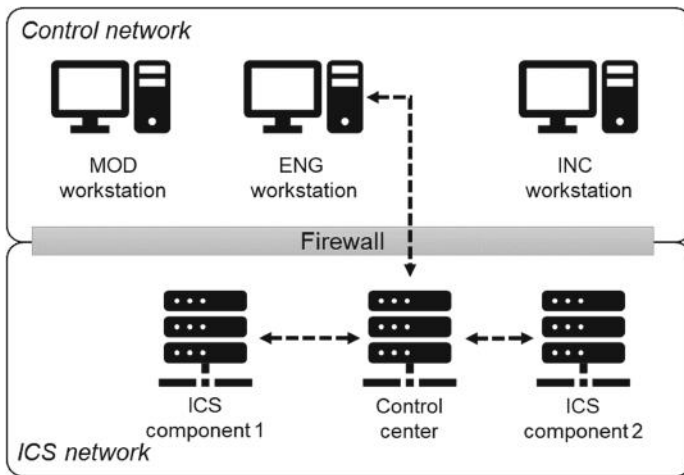 Control network
MOD
workstation
ENG
workstation
INC
workstation
Firewall
ICS
component 1
Control
center
ICS
component 2
ICS network